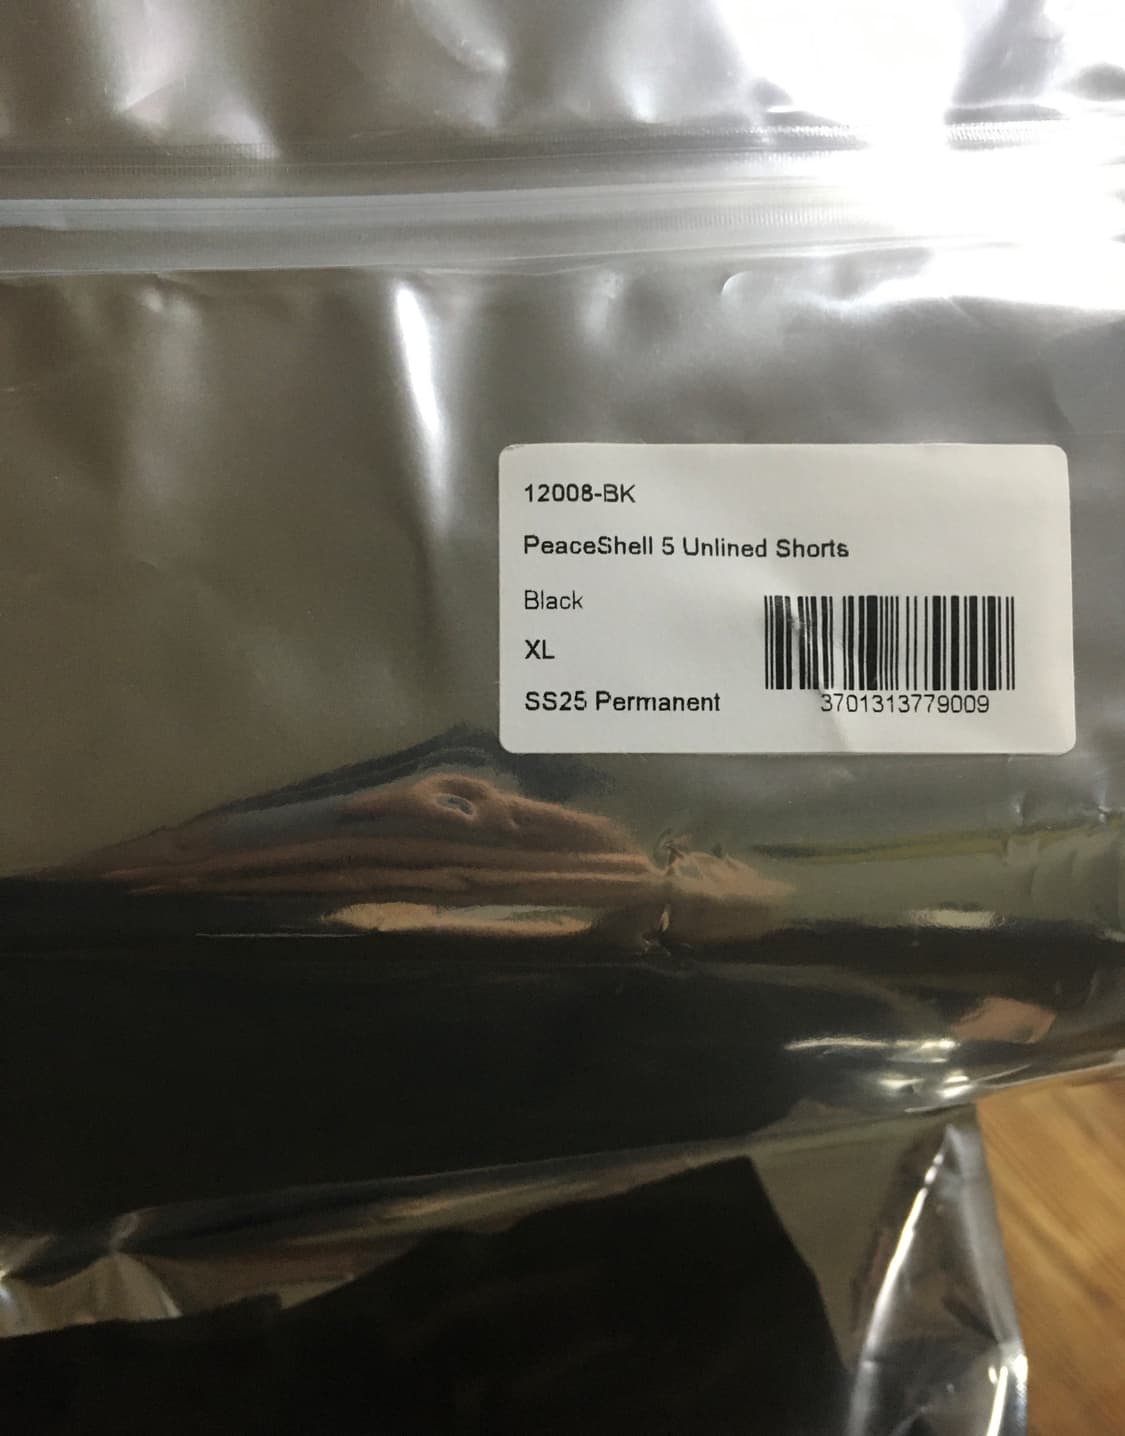 12008-BK
PeaceShell 5 Unlined Shorts
Black
XL
SS25 Permanent
3701313779009